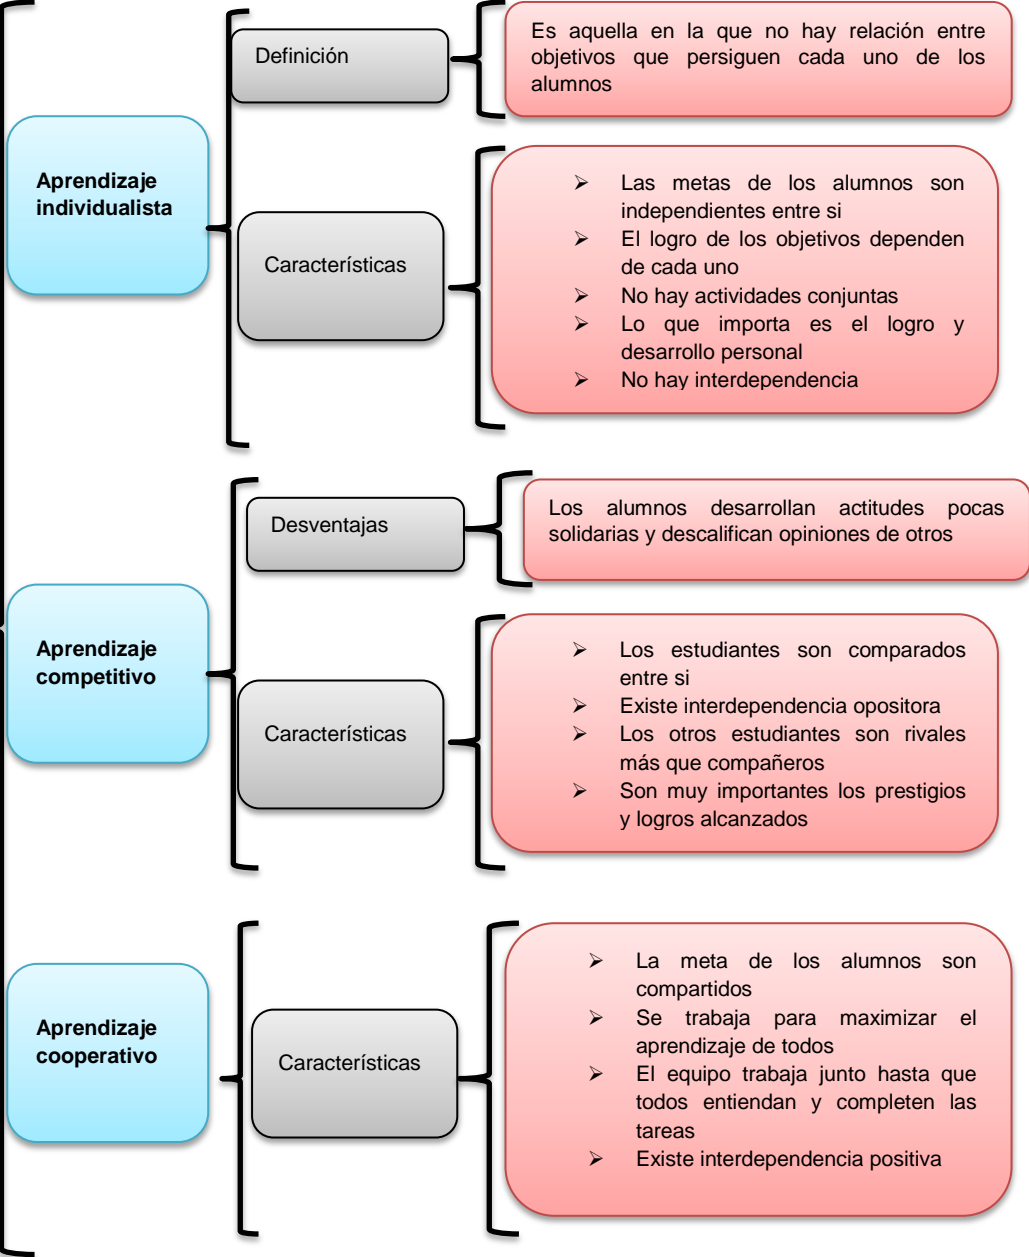 Aprendizaje
individualista
Definición
Es aquella en la que no hay relación entre
objetivos que persiguen cada uno de los
alumnos
Característicasas
➢ Las metas de los alumnos son
independientes entre si
➢ El logro de los objetivos dependen
de cada uno
➢ No hay actividades conjuntas
➢ Lo que importa es el logro y
desarrollo personal
➢ No hay interdependencia
Aprendizaje
competitivo
Desventajas
Los alumnos desarrollan actitudes pocas
solidarias y descalifican opiniones de otros
Característícas
➢ Los estudiantes son comparados
entre si
➢ Existe interdependencia opositora
➢ Los otros estudiantes son rivales
más que compañeros
➢ Son muy importantes los prestigios
y logros alcanzados
Aprendizaje
cooperativo
Característícas
➢ La meta de los alumnos son
compartidos
➢ Se trabaja para maximizar el
aprendizaje de todos
➢ El equipo trabaja junto hasta que
todos entiendan y completen las
tareas
➢ Existe interdependencia positiva